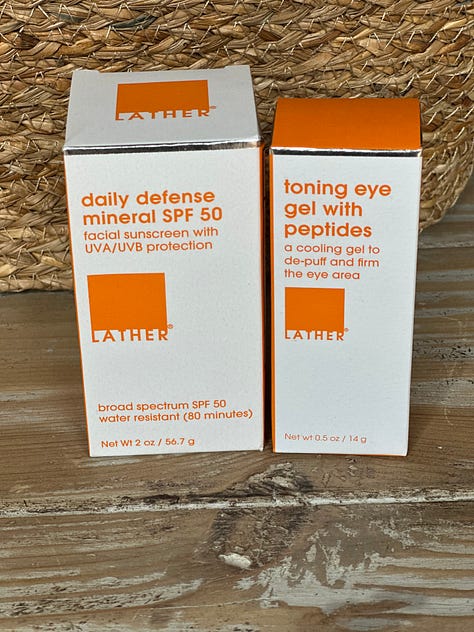 LATHER®
daily defense
mineral SPF 50
facial sunscreen with
UVA/UVB protection
LATHER®
broad spectrum SPF 50
water resistant (80 minutes)
Net Wt 2 oz / 56.7 g
toning eye
gel with
peptides
a cooling gel to
de-puff and firm
the eye area
LATHER®
Net wt 0.5 oz / 14 g